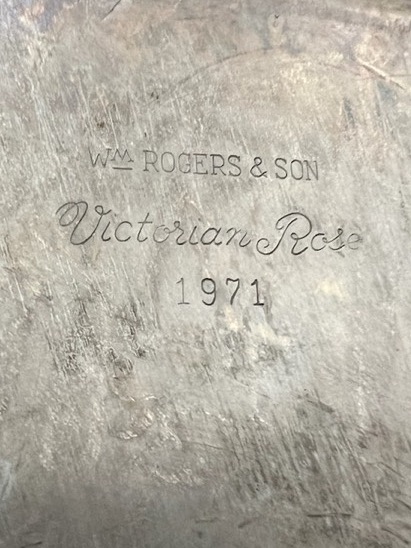 Wm ROGERS & SON
Victorian Rose
1971